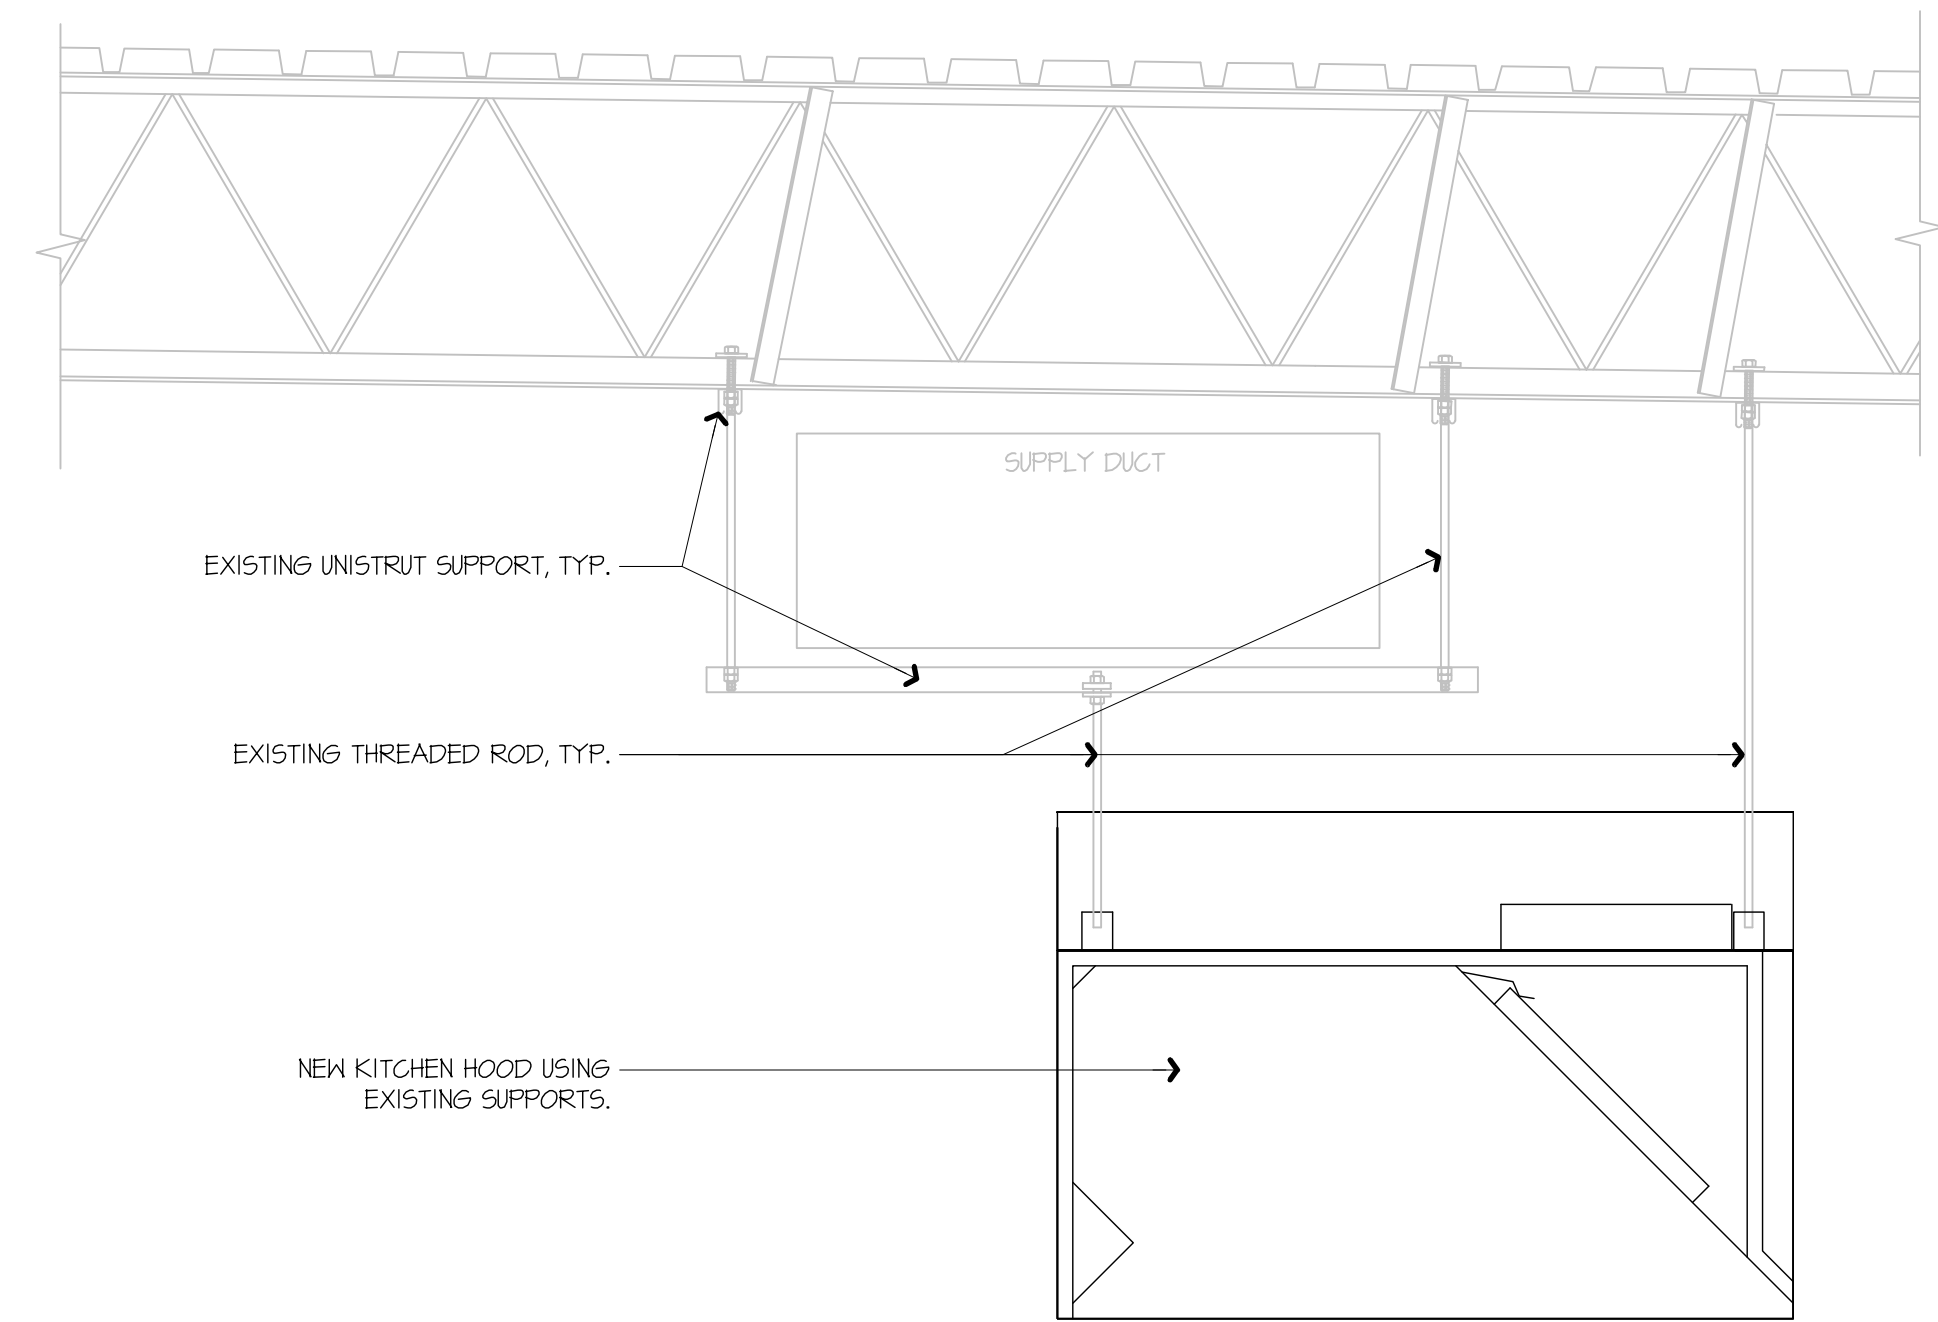 SUPPLY DUCT
EXISTING UNISTRUT SUPPORT, TYP.
EXISTING THREADED ROD, TYP.
NEW KITCHEN HOOD USING
EXISTING SUPPORTS.